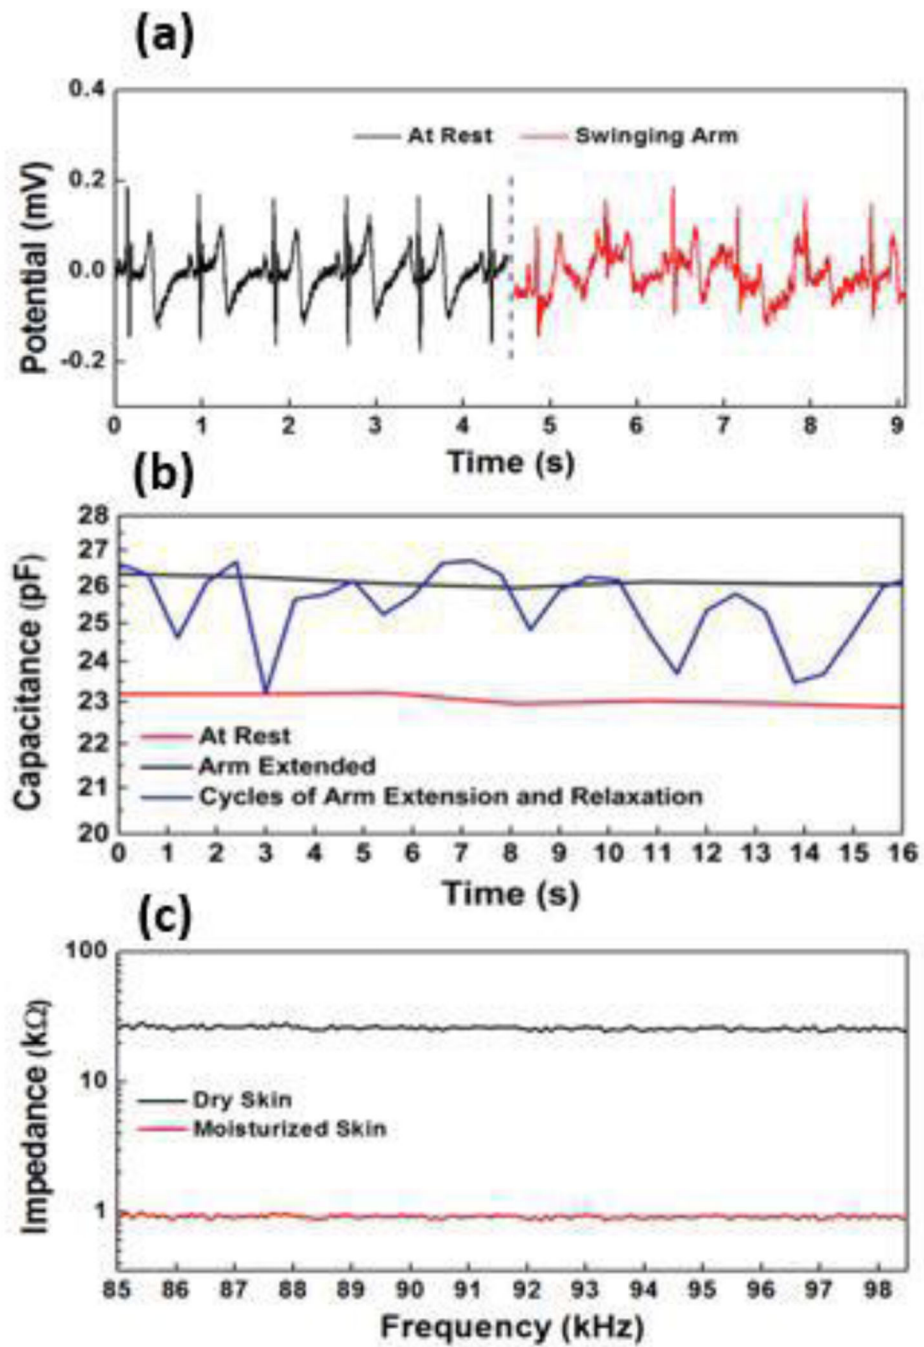 (a)
0.4
0.2
0.0
-0.2
Potential (mV)
At Rest Swinging Arm
0 1 2 3 4 5 6 7 8 9
Time (s)
(b)
28
27
26
25
24
23
22
21
20
Capacitance (pF)
At Rest
Arm Extended
Cycles of Arm Extension and Relaxation
0 1 2 3 4 5 6 7 8 9 10 11 12 13 14 15 16
Time (s)
(c)
100
10
1
Impedance (kΩ)
Dry Skin
Moisturized Skin
85 86 87 88 89 90 91 92 93 94 95 96 97 98
Frequency (kHz)